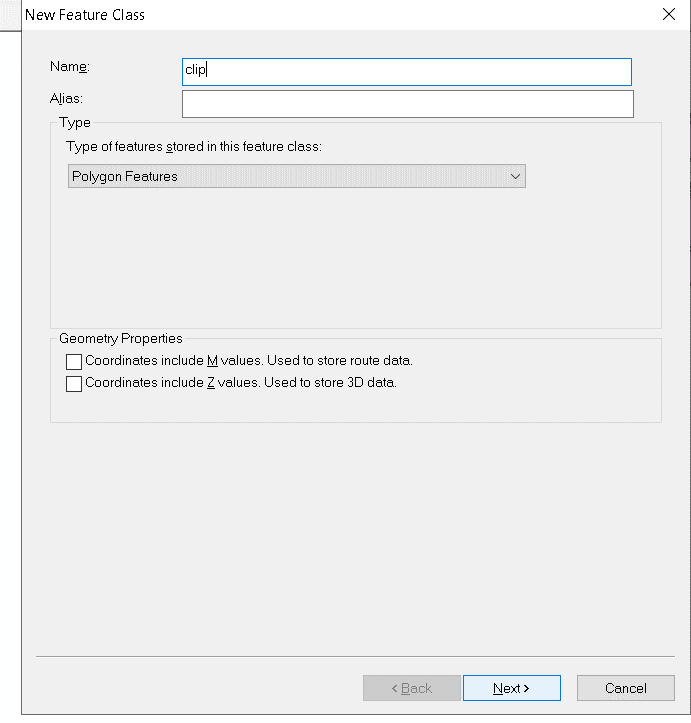 New Feature Class
Name:
clip
Alias:
Type
Type of features stored in this feature class:
Polygon Features
Geometry Properties
Coordinates include M values. Used to store route data.
Coordinates include Z values. Used to store 3D data.
< Back
Next >
Cancel